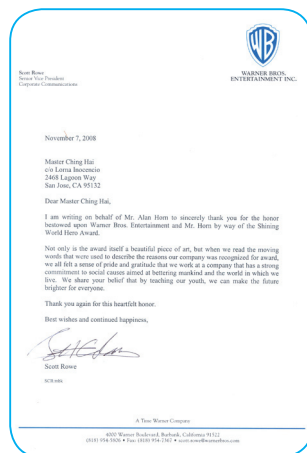 WB
Scott Rowe
Senior Vice President
Corporate Communications
WARNER BROS.
ENTERTAINMENT INC.
November 7, 2008
Master Ching Hai
c/o Lorna Inocencio
2468 Lagoon Way
San Jose, CA 95132
Dear Master Ching Hai,
I am writing on behalf of Mr. Alan Horn to sincerely thank you for the honor
bestowed upon Warner Bros. Entertainment and Mr. Horn by way of the Shining
World Hero Award.
Not only is the award itself a beautiful piece of art, but when we read the moving
words that were used to describe the reasons our company was recognized for award,
we all felt a sense of pride and gratitude that we work at a company that has a strong
commitment to social causes aimed at bettering mankind and the world in which we
live. We share your belief that by teaching our youth, we can make the future
brighter for everyone.
Thank you again for this heartfelt honor.
Best wishes and continued happiness,
Scott Rowe
A Time Warner Company
4000 Warner Boulevard, Burbank, California 91522